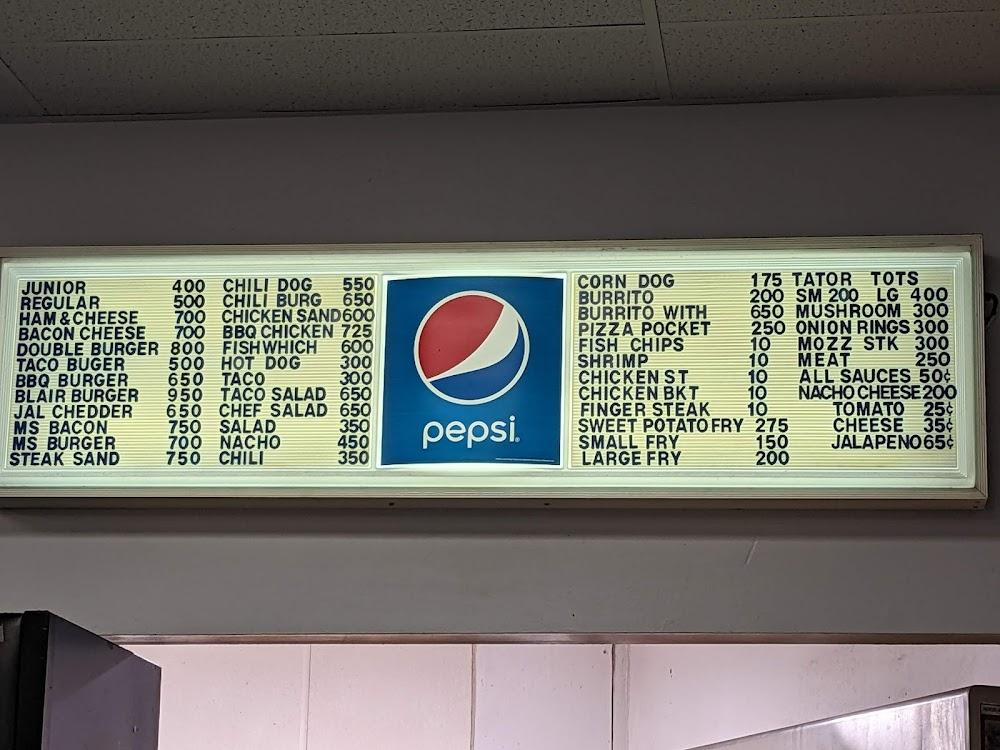 JUNIOR 400
REGULAR 500
HAM & CHEESE 700
BACON CHEESE 700
DOUBLE BURGER 800
TACO BUGER 500
BBQ BURGER 650
BLAIR BURGER 950
JAL CHEDDER 650
MS BACON 750
MS BURGER 700
STEAK SAND 750
CHILI DOG 550
CHILI BURG 650
CHICKEN SAND 600
BBQ CHICKEN 725
FISHWHICH 600
HOT DOG 300
TACO 300
TACO SALAD 650
CHEF SALAD 650
SALAD 350
NACHO 450
CHILI 350
pepsi
CORN DOG 175
BURRITO 200
BURRITO WITH 650
PIZZA POCKET 250
FISH CHIPS 10
SHRIMP 10
CHICKEN ST 10
CHICKEN BKT 10
FINGER STEAK 10
SWEET POTATO FRY 275
SMALL FRY 150
LARGE FRY 200
TATOR TOTS
SM 200 LG 400
MUSHROOM 300
ONION RINGS 300
MOZZ STK 300
MEAT 250
ALL SAUCES 50¢
NACHO CHEESE 200
TOMATO 25¢
CHEESE 35¢
JALAPENO 65¢